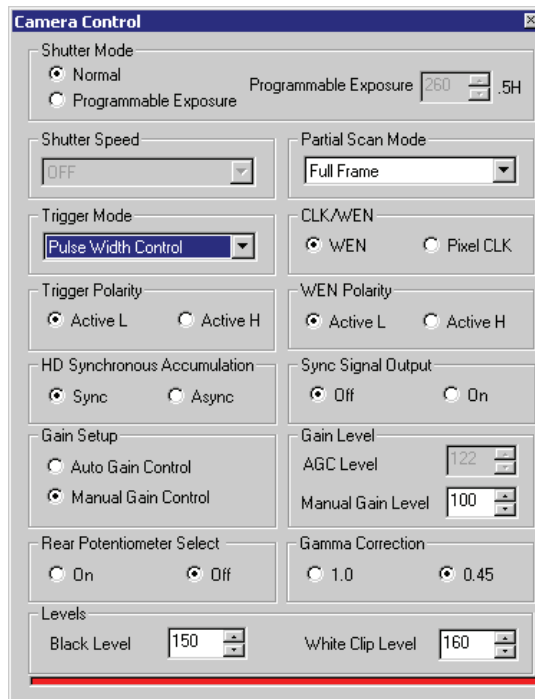 Camera Control
Shutter Mode
Normal
Programmable Exposure
Programmable Exposure 260 .5H
Shutter Speed
OFF
Partial Scan Mode
Full Frame
Trigger Mode
Pulse Width Control
CLK/WEN
WEN Pixel CLK
Trigger Polarity
Active L Active H
WEN Polarity
Active L Active H
HD Synchronous Accumulation
Sync Async
Sync Signal Output
Off On
Gain Setup
Auto Gain Control
Manual Gain Control
Gain Level
AGC Level 122
Manual Gain Level 100
Rear Potentiometer Select
On Off
Gamma Correction
1.0 0.45
Levels
Black Level 150 White Clip Level 160